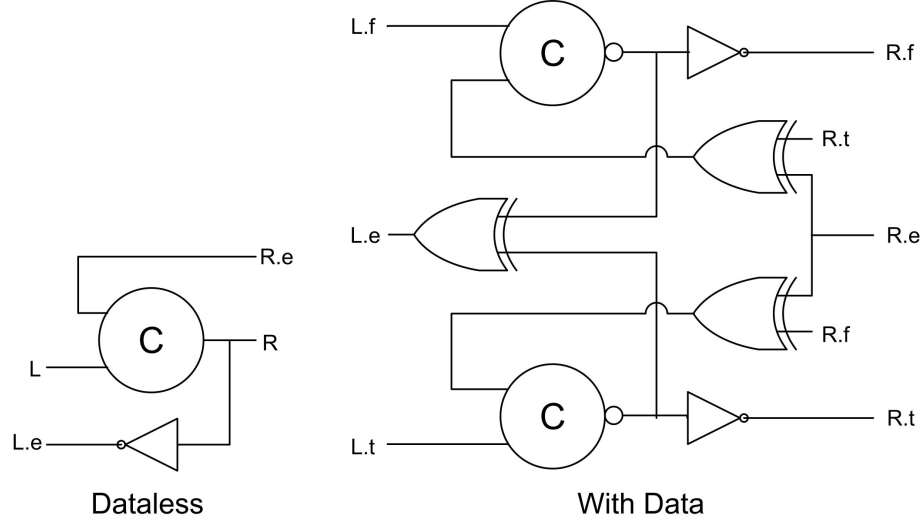 L.f
C
R.f
R.t
L.e
R.e
R.e
C
R
R.f
L
C
L.e
L.t
R.t
Dataless
With Data